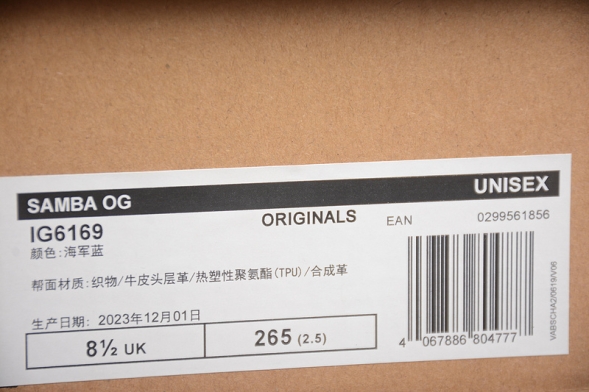 SAMBA OG UNISEX
IG6169 ORIGINALS EAN 0299561856
颜色:海军蓝
帮面材质:织物/牛皮头层革/热塑性聚氨酯(TPU)/合成革
生产日期: 2023年12月01日
8½ UK 265 (2.5)
4 067886 804777
VABSCHA2/0619/V06